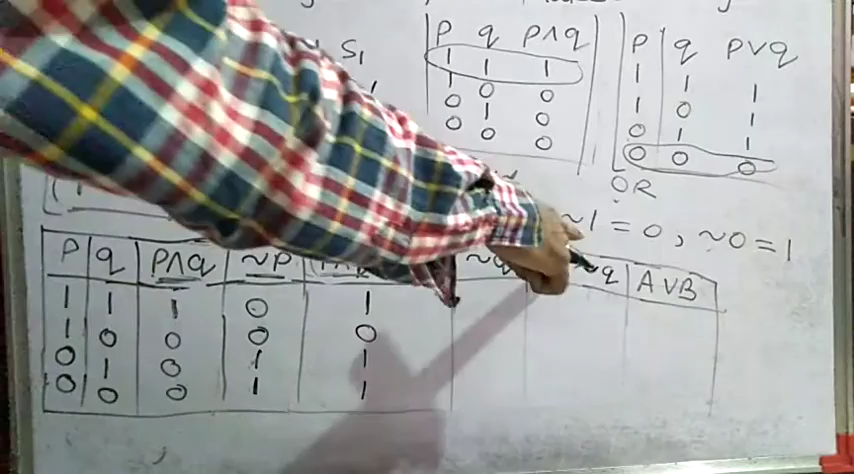 P q P∧q
1 1 1
1 0 0
0 1 0
0 0 0
P q P∨q
1 1 1
1 0 1
0 1 1
0 0 0
OR
S1
~1 = 0, ~0 = 1
P q P∧q ~P ~q ~q A∨B
1 1 1 0 1
1 0 0 0 0
0 1 0 1 1
0 0 0 1 1